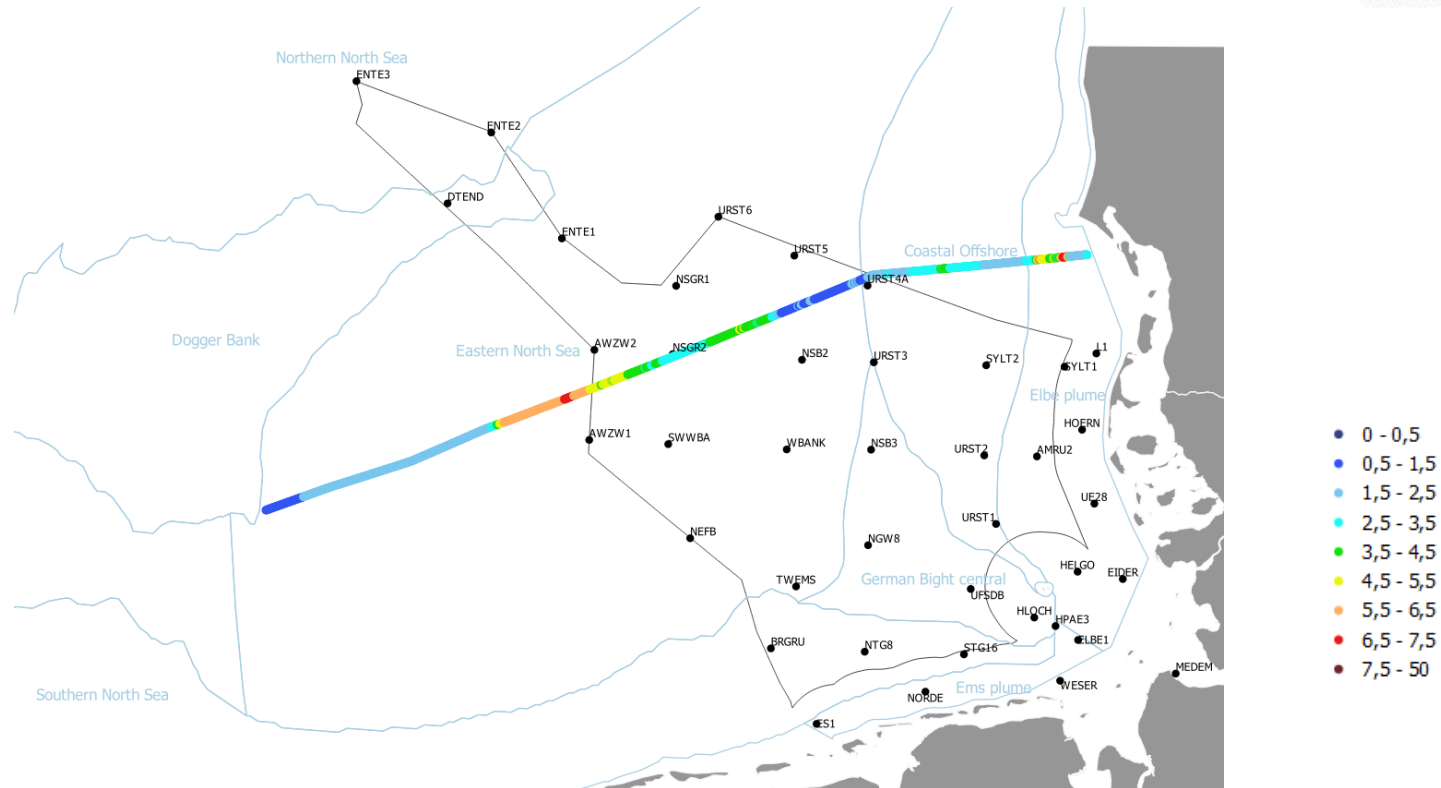 Northern North Sea
ENTE3
ENTE2
DTEND
URST6
ENTE1
URST5
Coastal Offshore
NSGR1
URST4A
Dogger Bank
Eastern North Sea
AWZW2
NSGR2
NSB2
URST3
SYLT2
L1
SYLT1
Elbe plume
HOERN
AWZW1
SWWBA
WBANK
NSB3
URST2
AMRU2
0 - 0,5
0,5 - 1,5
1,5 - 2,5
2,5 - 3,5
3,5 - 4,5
4,5 - 5,5
5,5 - 6,5
6,5 - 7,5
7,5 - 50
UE28
URST1
NEFB
NGW8
HELGO
EIDER
TWEMS
German Bight central
UFSDB
HLOCH
HPAE3
BRGRU
NTG8
STG16
ELBE1
MEDEM
Southern North Sea
Ems plume
WESER
NORDE
ES1